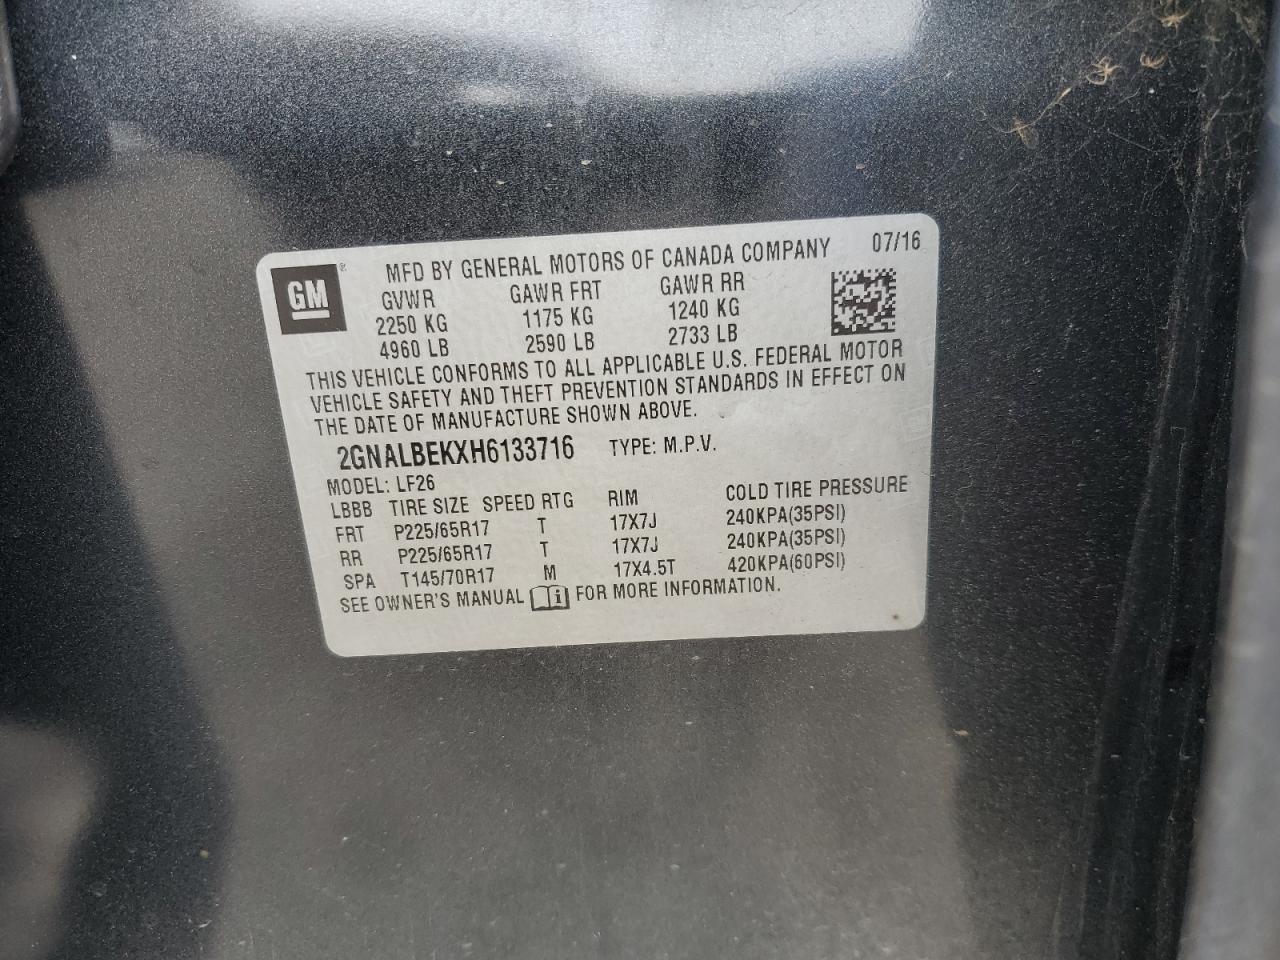 MFD BY GENERAL MOTORS OF CANADA COMPANY 07/16
GM ®
GVWR GAWR FRT GAWR RR
2250 KG 1175 KG 1240 KG
4960 LB 2590 LB 2733 LB
THIS VEHICLE CONFORMS TO ALL APPLICABLE U.S. FEDERAL MOTOR
VEHICLE SAFETY AND THEFT PREVENTION STANDARDS IN EFFECT ON
THE DATE OF MANUFACTURE SHOWN ABOVE.
2GNALBEKXH6133716 TYPE: M.P.V.
MODEL: LF26
LBBB TIRE SIZE SPEED RTG RIM COLD TIRE PRESSURE
FRT P225/65R17 T 17X7J 240KPA(35PSI)
RR P225/65R17 T 17X7J 240KPA(35PSI)
SPA T145/70R17 M 17X4.5T 420KPA(60PSI)
SEE OWNER'S MANUAL i FOR MORE INFORMATION.